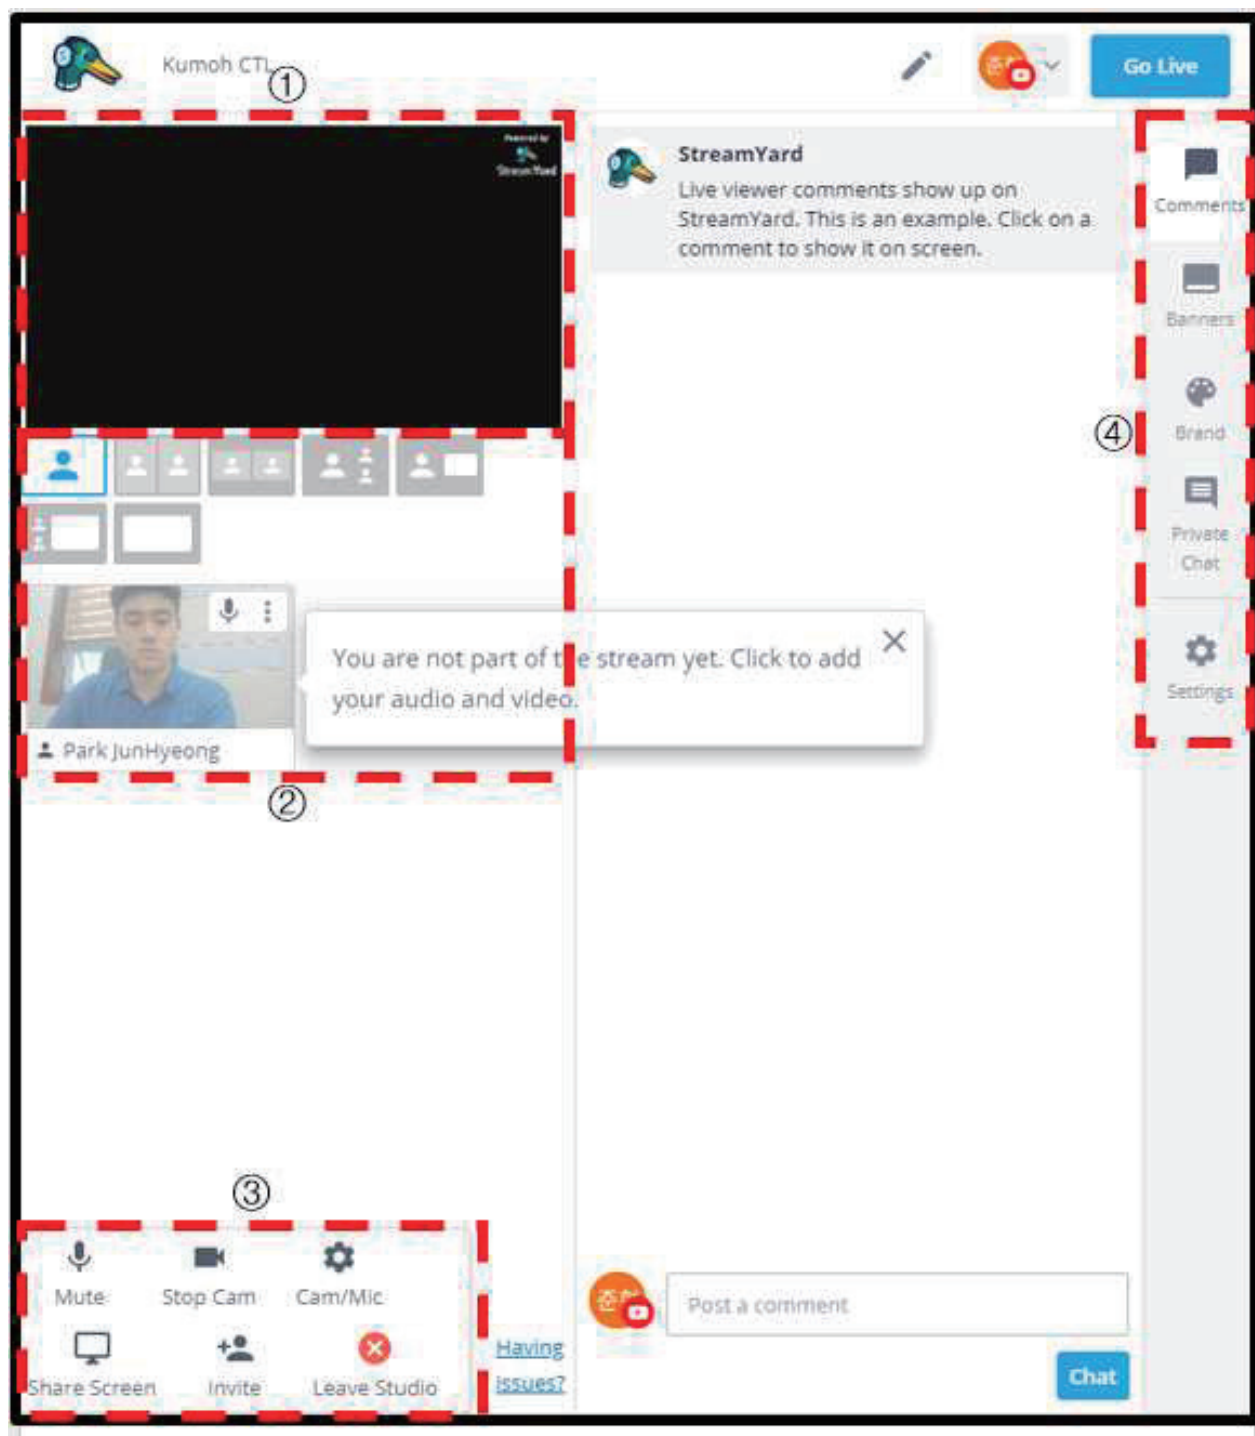 Kumoh CTL
①
Go Live
Powered by
StreamYard
StreamYard
Live viewer comments show up on
StreamYard. This is an example. Click on a
comment to show it on screen.
Comments
Banners
④
Brand
Private
Chat
Settings
You are not part of the stream yet. Click to add
your audio and video.
Park JunHyeong
②
③
Mute
Stop Cam
Cam/Mic
Share Screen
Invite
Leave Studio
Having
issues?
Post a comment
Chat